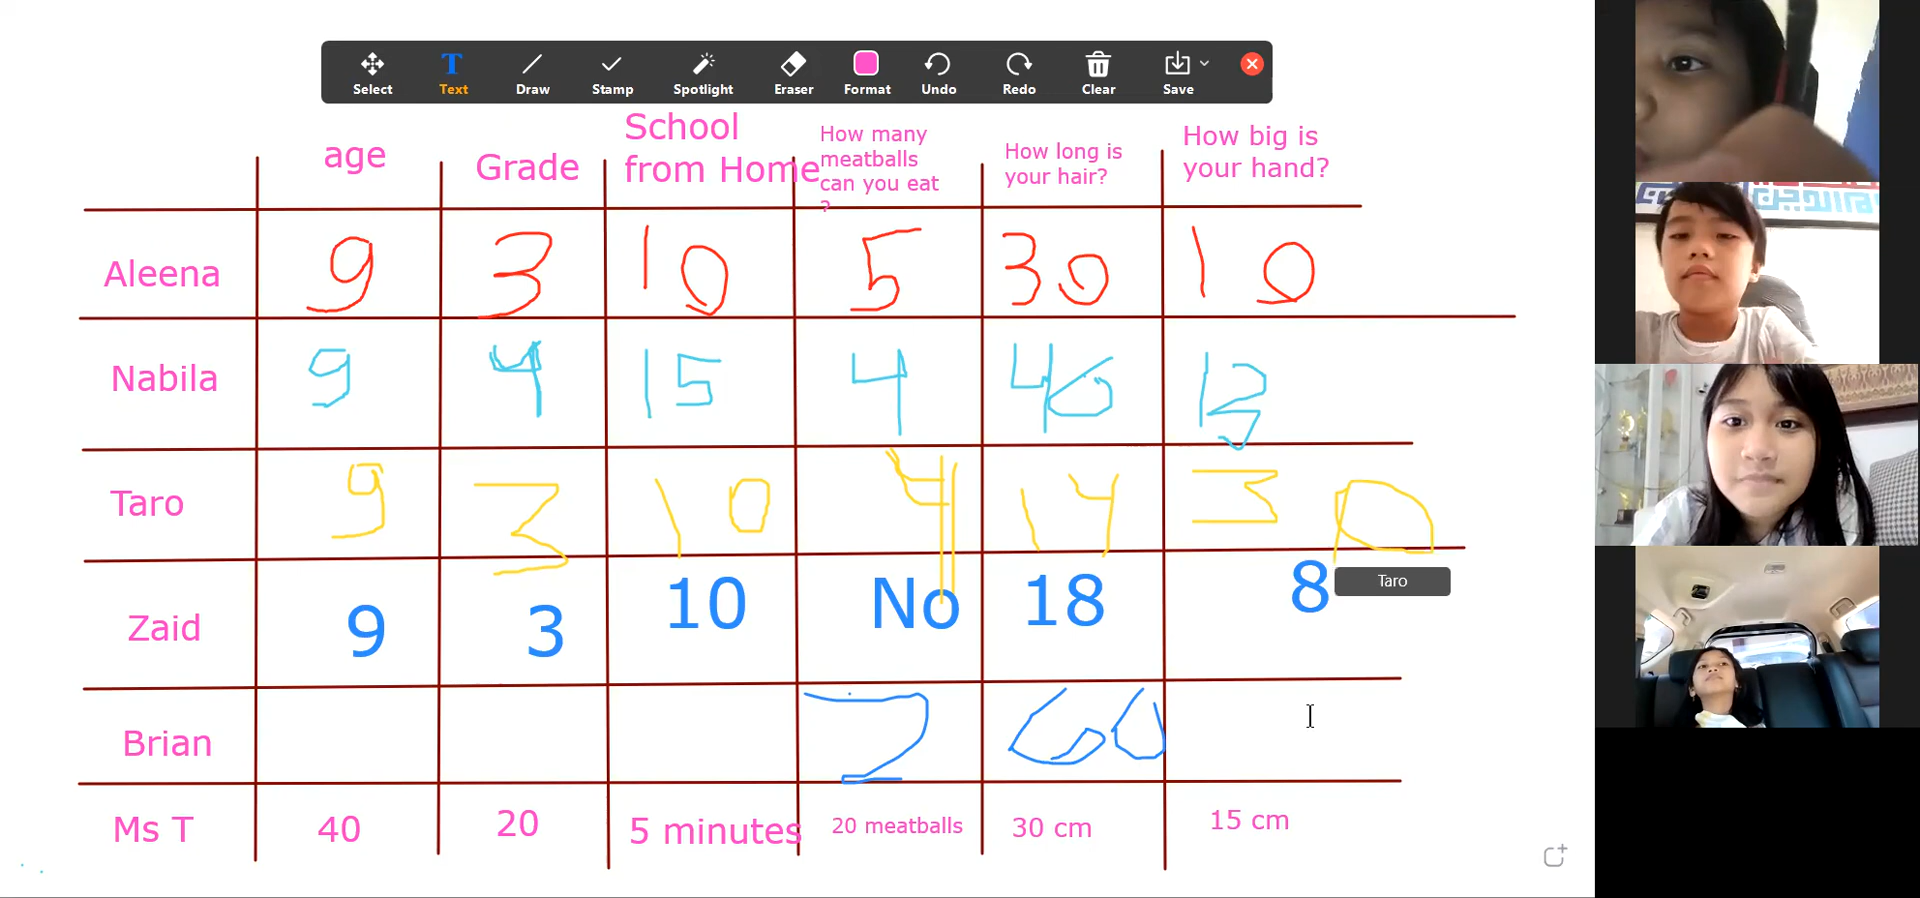 Select Text Draw Stamp Spotlight Eraser Format Undo Redo Clear Save
age Grade School from Home How many meatballs can you eat ? How long is your hair? How big is your hand?
Aleena 9 3 10 5 30 10
Nabila 9 4 15 4 46
Taro 9 3 10 4 14
Zaid 9 3 10 No 18 8
Taro
Brian 2 60
Ms T 40 20 5 minutes 20 meatballs 30 cm 15 cm